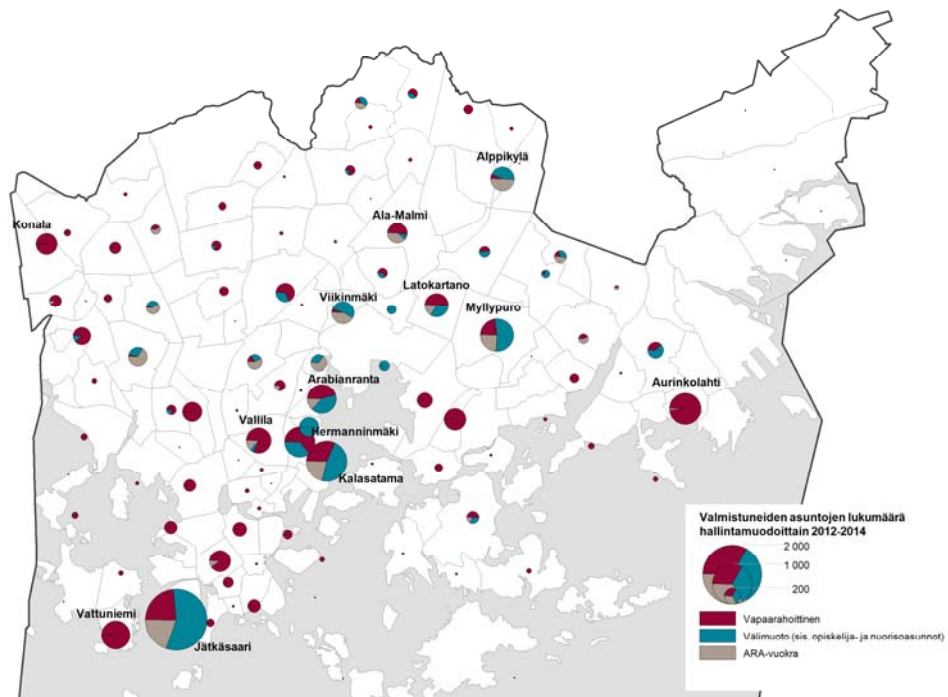 Alppikylä
Ala-Malmi
Konala
Latokartano
Viikinmäki
Myllypuro
Arabianranta
Aurinkolahti
Vallila
Hermanninmäki
Kalasatama
Valmistuneiden asuntojen lukumäärä
hallintamuodoittain 2012-2014
2 000
1 000
200
Vapaarahoittinen
Välimuoto (sis. opiskelija- ja nuorisoasunnot)
ARA-vuokra
Vattuniemi
Jätkäsaari